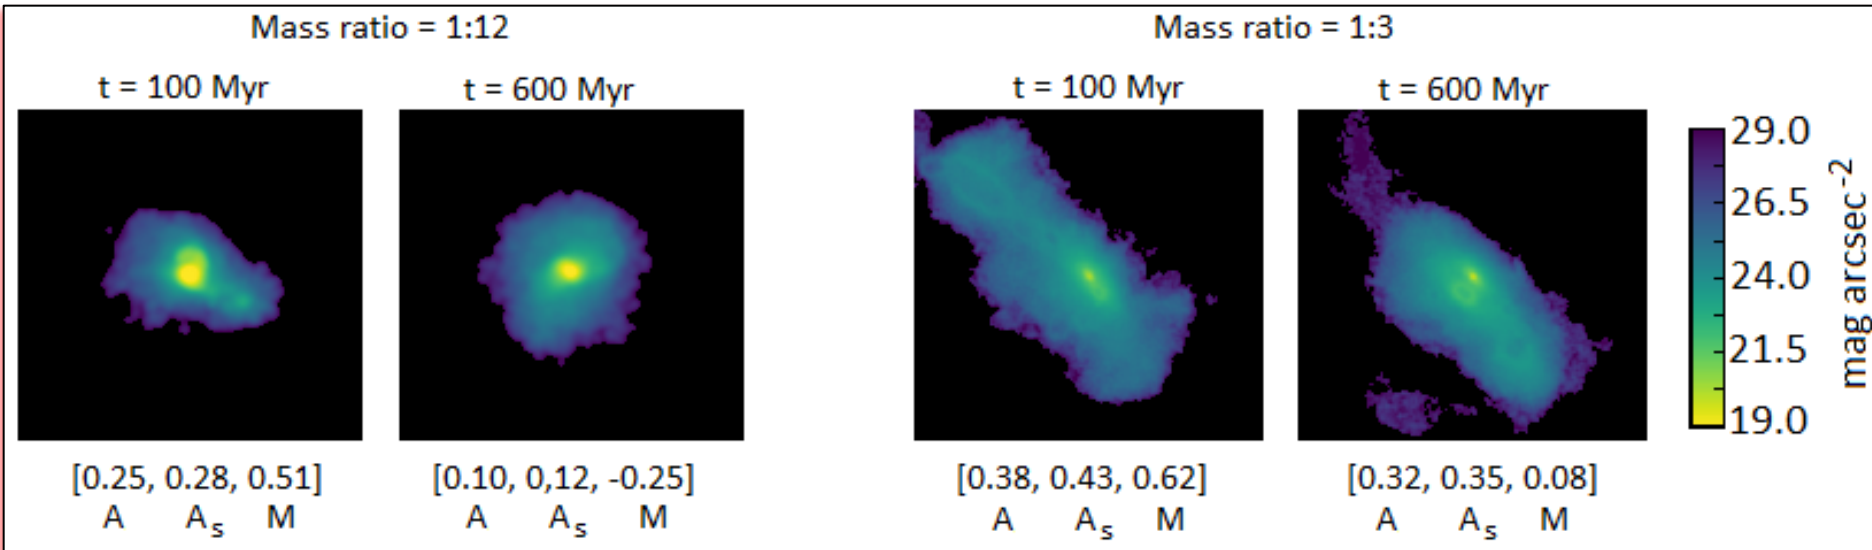 Mass ratio = 1:12
t = 100 Myr
t = 600 Myr
[0.25, 0.28, 0.51]
A As M
[0.10, 0,12, -0.25]
A As M
Mass ratio = 1:3
t = 100 Myr
t = 600 Myr
[0.38, 0.43, 0.62]
A As M
[0.32, 0.35, 0.08]
A As M
29.0
26.5
24.0
21.5
19.0
mag arcsec-2